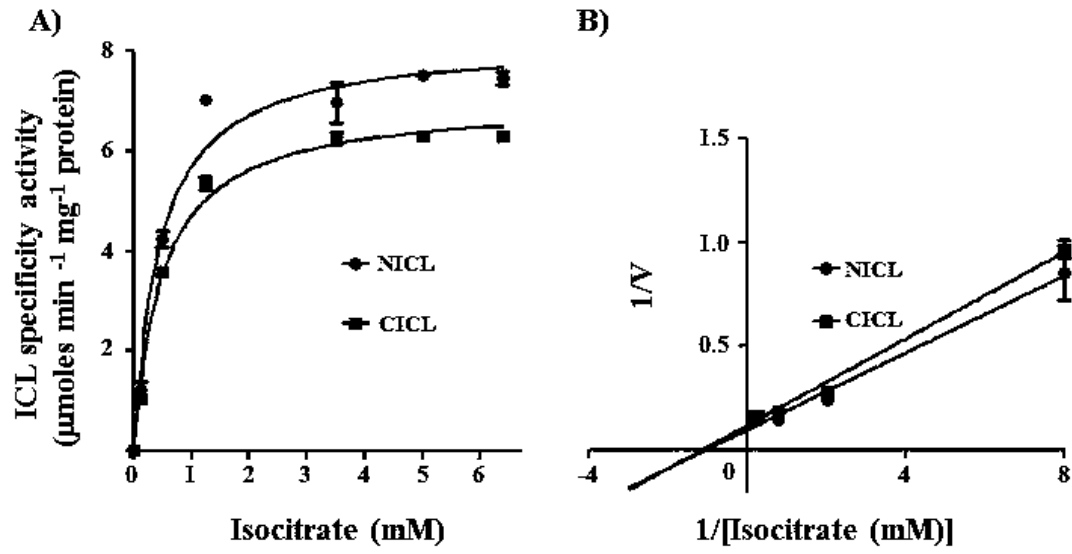 A)
ICL specificity activity
(μmoles min -1 mg-1 protein)
8
6
4
2
0 1 2 3 4 5 6
NICL
CICL
Isocitrate (mM)
B)
1/V
1.5
1.0
0.5
-4 0 4 8
NICL
CICL
1/[Isocitrate (mM)]